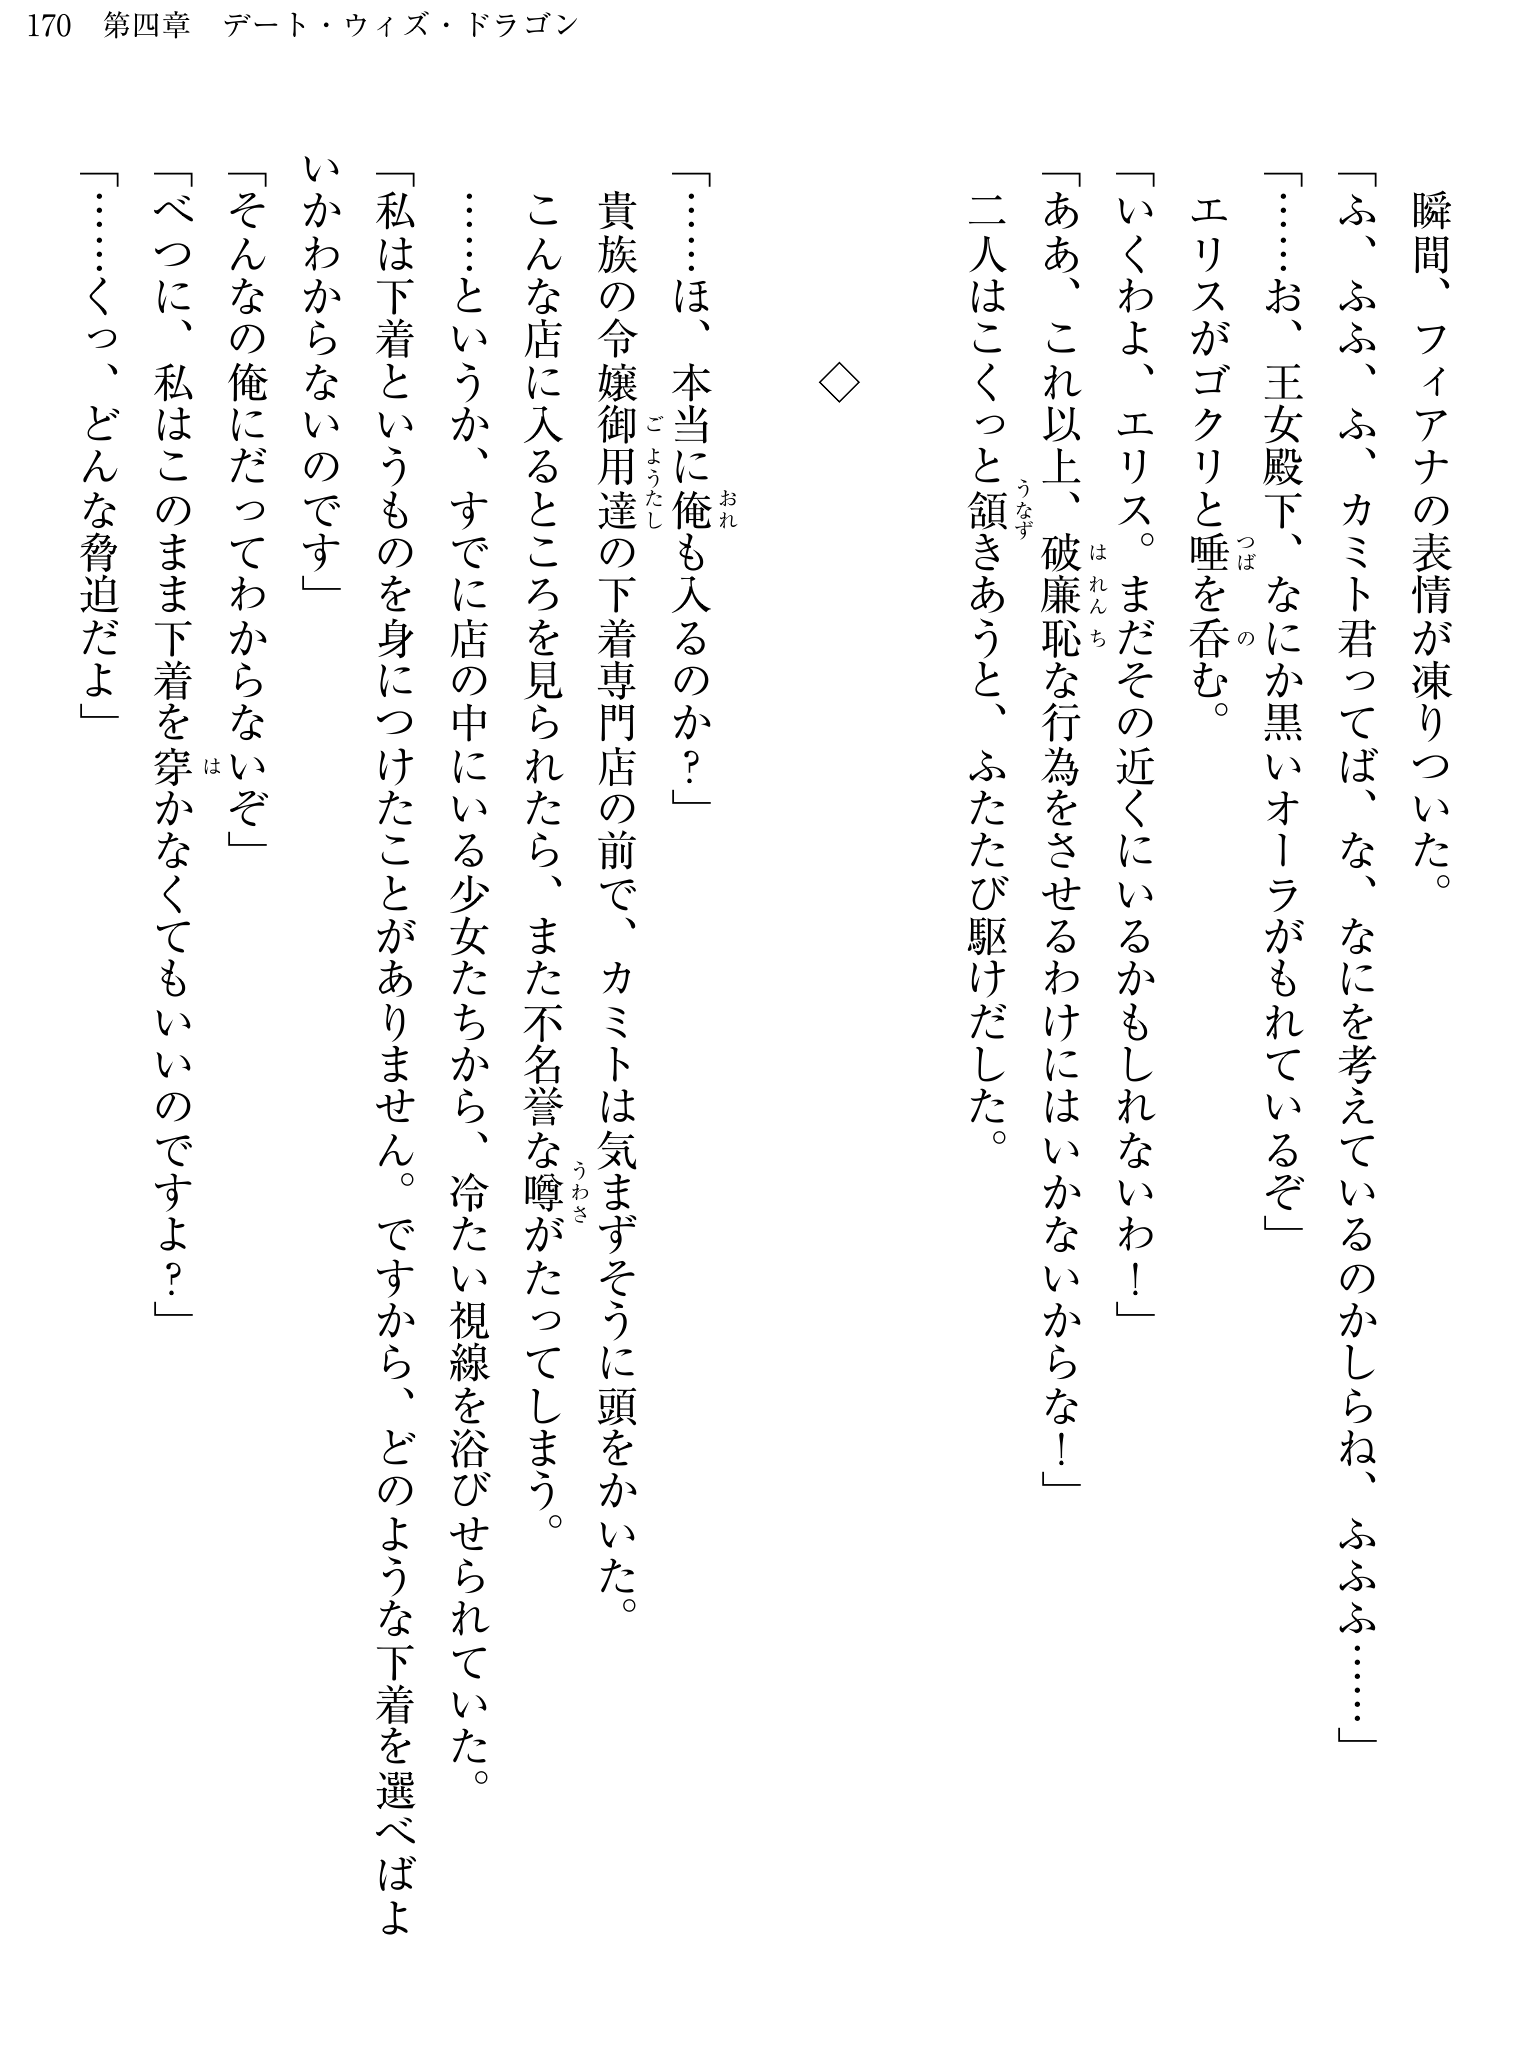 170　第四章　デート・ウィズ・ドラゴン
　瞬間、フィアナの表情が凍りついた。
「ふ、ふふ、ふ、カミト君ってば、な、なにを考えているのかしらね、ふふふ……」
「……お、王女殿下、なにか黒いオーラがもれているぞ」
　エリスがゴクリと唾を呑む。
「いくわよ、エリス。まだその近くにいるかもしれないわ！」
「ああ、これ以上、破廉恥な行為をさせるわけにはいかないからな！」
　二人はこくっと頷きあうと、ふたたび駆けだした。
◇
「……ほ、本当に俺も入るのか？」
　貴族の令嬢御用達の下着専門店の前で、カミトは気まずそうに頭をかいた。
　こんな店に入るところを見られたら、また不名誉な噂がたってしまう。
　……というか、すでに店の中にいる少女たちから、冷たい視線を浴びせられていた。
「私は下着というものを身につけたことがありません。ですから、どのような下着を選べばよ
いかわからないのです」
「そんなの俺にだってわからないぞ」
「べつに、私はこのまま下着を穿かなくてもいいのですよ？」
「……くっ、どんな脅迫だよ」